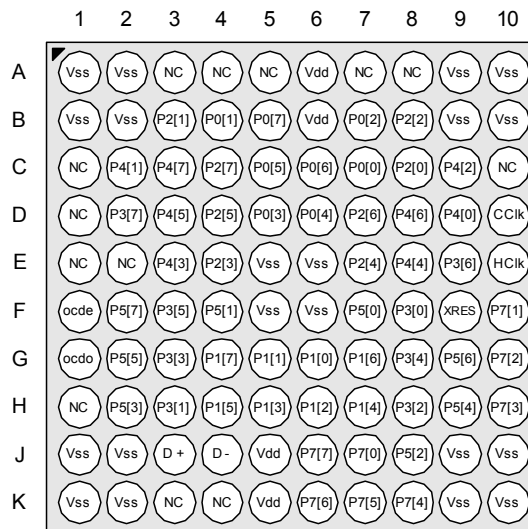 1 2 3 4 5 6 7 8 9 10
A Vss Vss NC NC NC Vdd NC NC Vss Vss
B Vss Vss P2[1] P0[1] P0[7] Vdd P0[2] P2[2] Vss Vss
C NC P4[1] P4[7] P2[7] P0[5] P0[6] P0[0] P2[0] P4[2] NC
D NC P3[7] P4[5] P2[5] P0[3] P0[4] P2[6] P4[6] P4[0] CClk
E NC NC P4[3] P2[3] Vss Vss P2[4] P4[4] P3[6] HClk
F ocde P5[7] P3[5] P5[1] Vss Vss P5[0] P3[0] XRES P7[1]
G ocdo P5[5] P3[3] P1[7] P1[1] P1[0] P1[6] P3[4] P5[6] P7[2]
H NC P5[3] P3[1] P1[5] P1[3] P1[2] P1[4] P3[2] P5[4] P7[3]
J Vss Vss D + D - Vdd P7[7] P7[0] P5[2] Vss Vss
K Vss Vss NC NC Vdd P7[6] P7[5] P7[4] Vss Vss